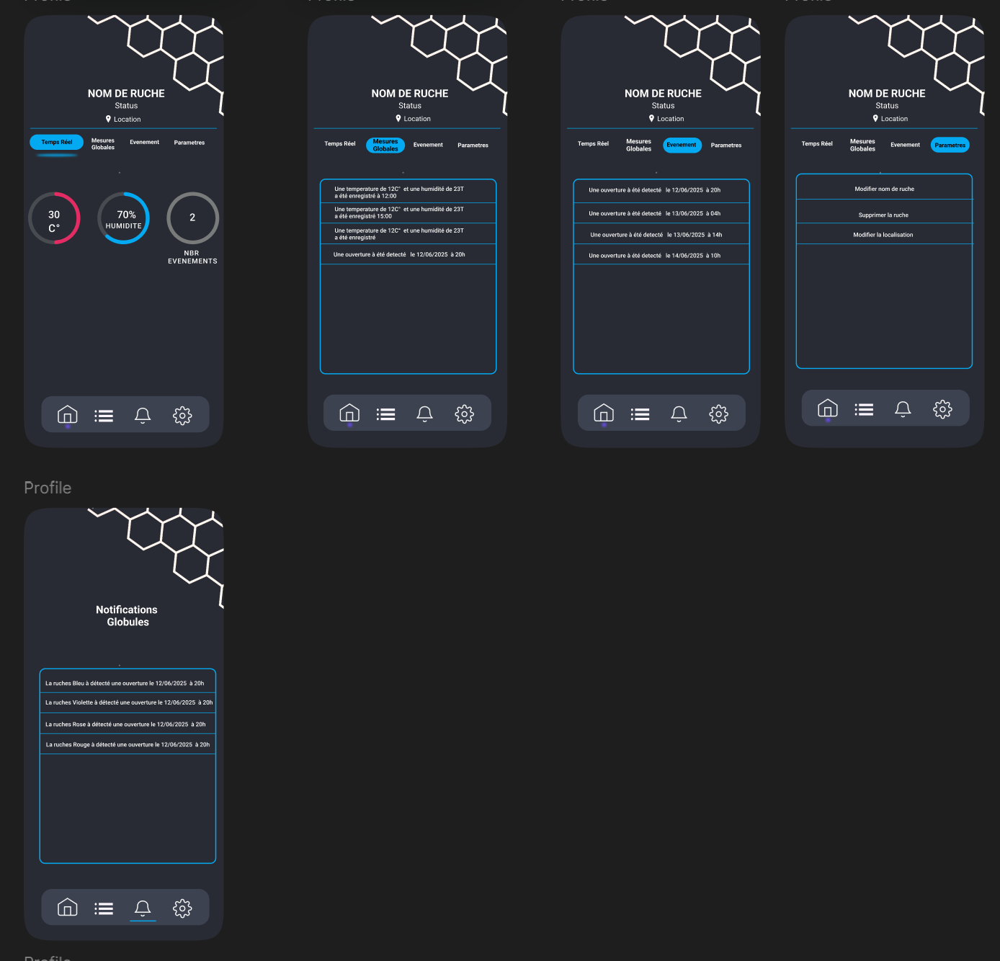 Profile
Profile
Profile
Profile
NOM DE RUCHE
Status
Location
Temps Réel
Mesures
Globales
Evenement
Parametres
30
C°
70%
HUMIDITE
2
NBR
EVENEMENTS
NOM DE RUCHE
Status
Location
Temps Réel
Mesures
Globales
Evenement
Parametres
Une temperature de 12C° et une humidité de 23T
a été enregistré à 12:00
Une temperature de 12C° et une humidité de 23T
a été enregistré 15:00
Une temperature de 12C° et une humidité de 23T
a été enregistré
Une ouverture à été detecté le 12/06/2025 à 20h
NOM DE RUCHE
Status
Location
Temps Réel
Mesures
Globales
Evenement
Parametres
Une ouverture à été detecté le 12/06/2025 à 20h
Une ouverture à été detecté le 13/06/2025 à 04h
Une ouverture à été detecté le 13/06/2025 à 14h
Une ouverture à été detecté le 14/06/2025 à 10h
NOM DE RUCHE
Status
Location
Temps Réel
Mesures
Globales
Evenement
Parametres
Modifier nom de ruche
Supprimer la ruche
Modifier la localisation
Profile
Notifications
Globules
La ruches Bleu à détecté une ouverture le 12/06/2025 à 20h
La ruches Violette à détecté une ouverture le 12/06/2025 à 20h
La ruches Rose à détecté une ouverture le 12/06/2025 à 20h
La ruches Rouge à détecté une ouverture le 12/06/2025 à 20h
Profile